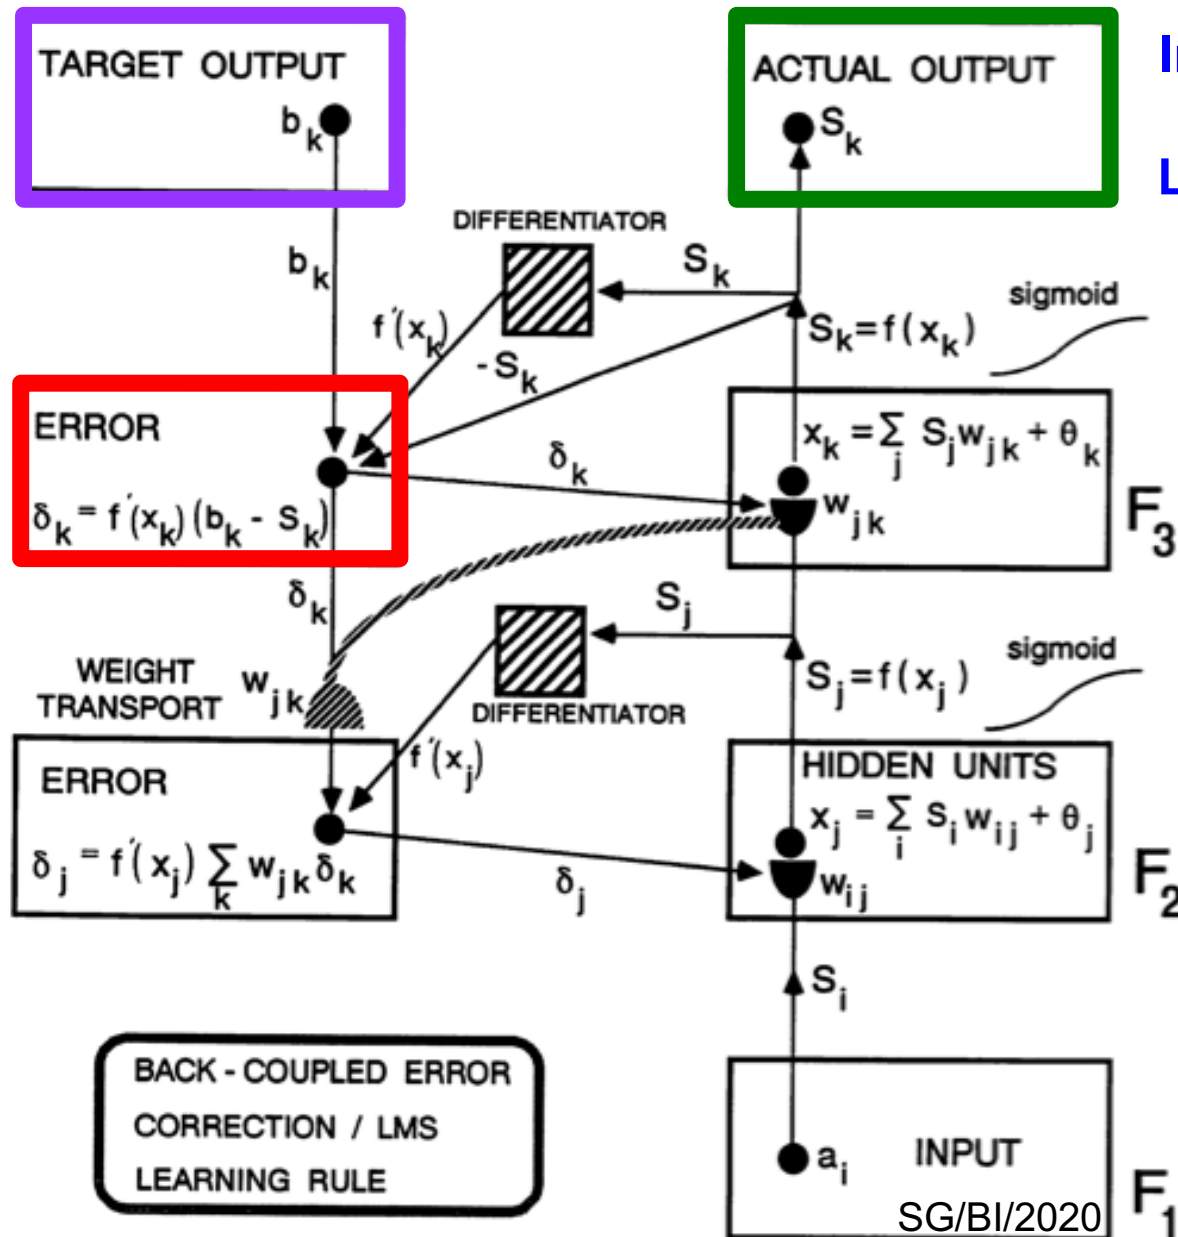 TARGET OUTPUT
b_k
ACTUAL OUTPUT
S_k
b_k
DIFFERENTIATOR
S_k
f'(x_k)
-S_k
S_k=f(x_k)
sigmoid
ERROR
δ_k = f'(x_k)(b_k - S_k)
δ_k
x_k = ∑_j S_j w_jk + θ_k
w_jk
F_3
δ_k
WEIGHT
TRANSPORT
w_jk
S_j
DIFFERENTIATOR
f'(x_j)
S_j=f(x_j)
sigmoid
ERROR
δ_j = f'(x_j) ∑_k w_jk δ_k
δ_j
HIDDEN UNITS
x_j = ∑_i S_i w_ij + θ_j
w_ij
F_2
S_i
BACK-COUPLED ERROR
CORRECTION / LMS
LEARNING RULE
a_i
INPUT
F_1
SG/BI/2020